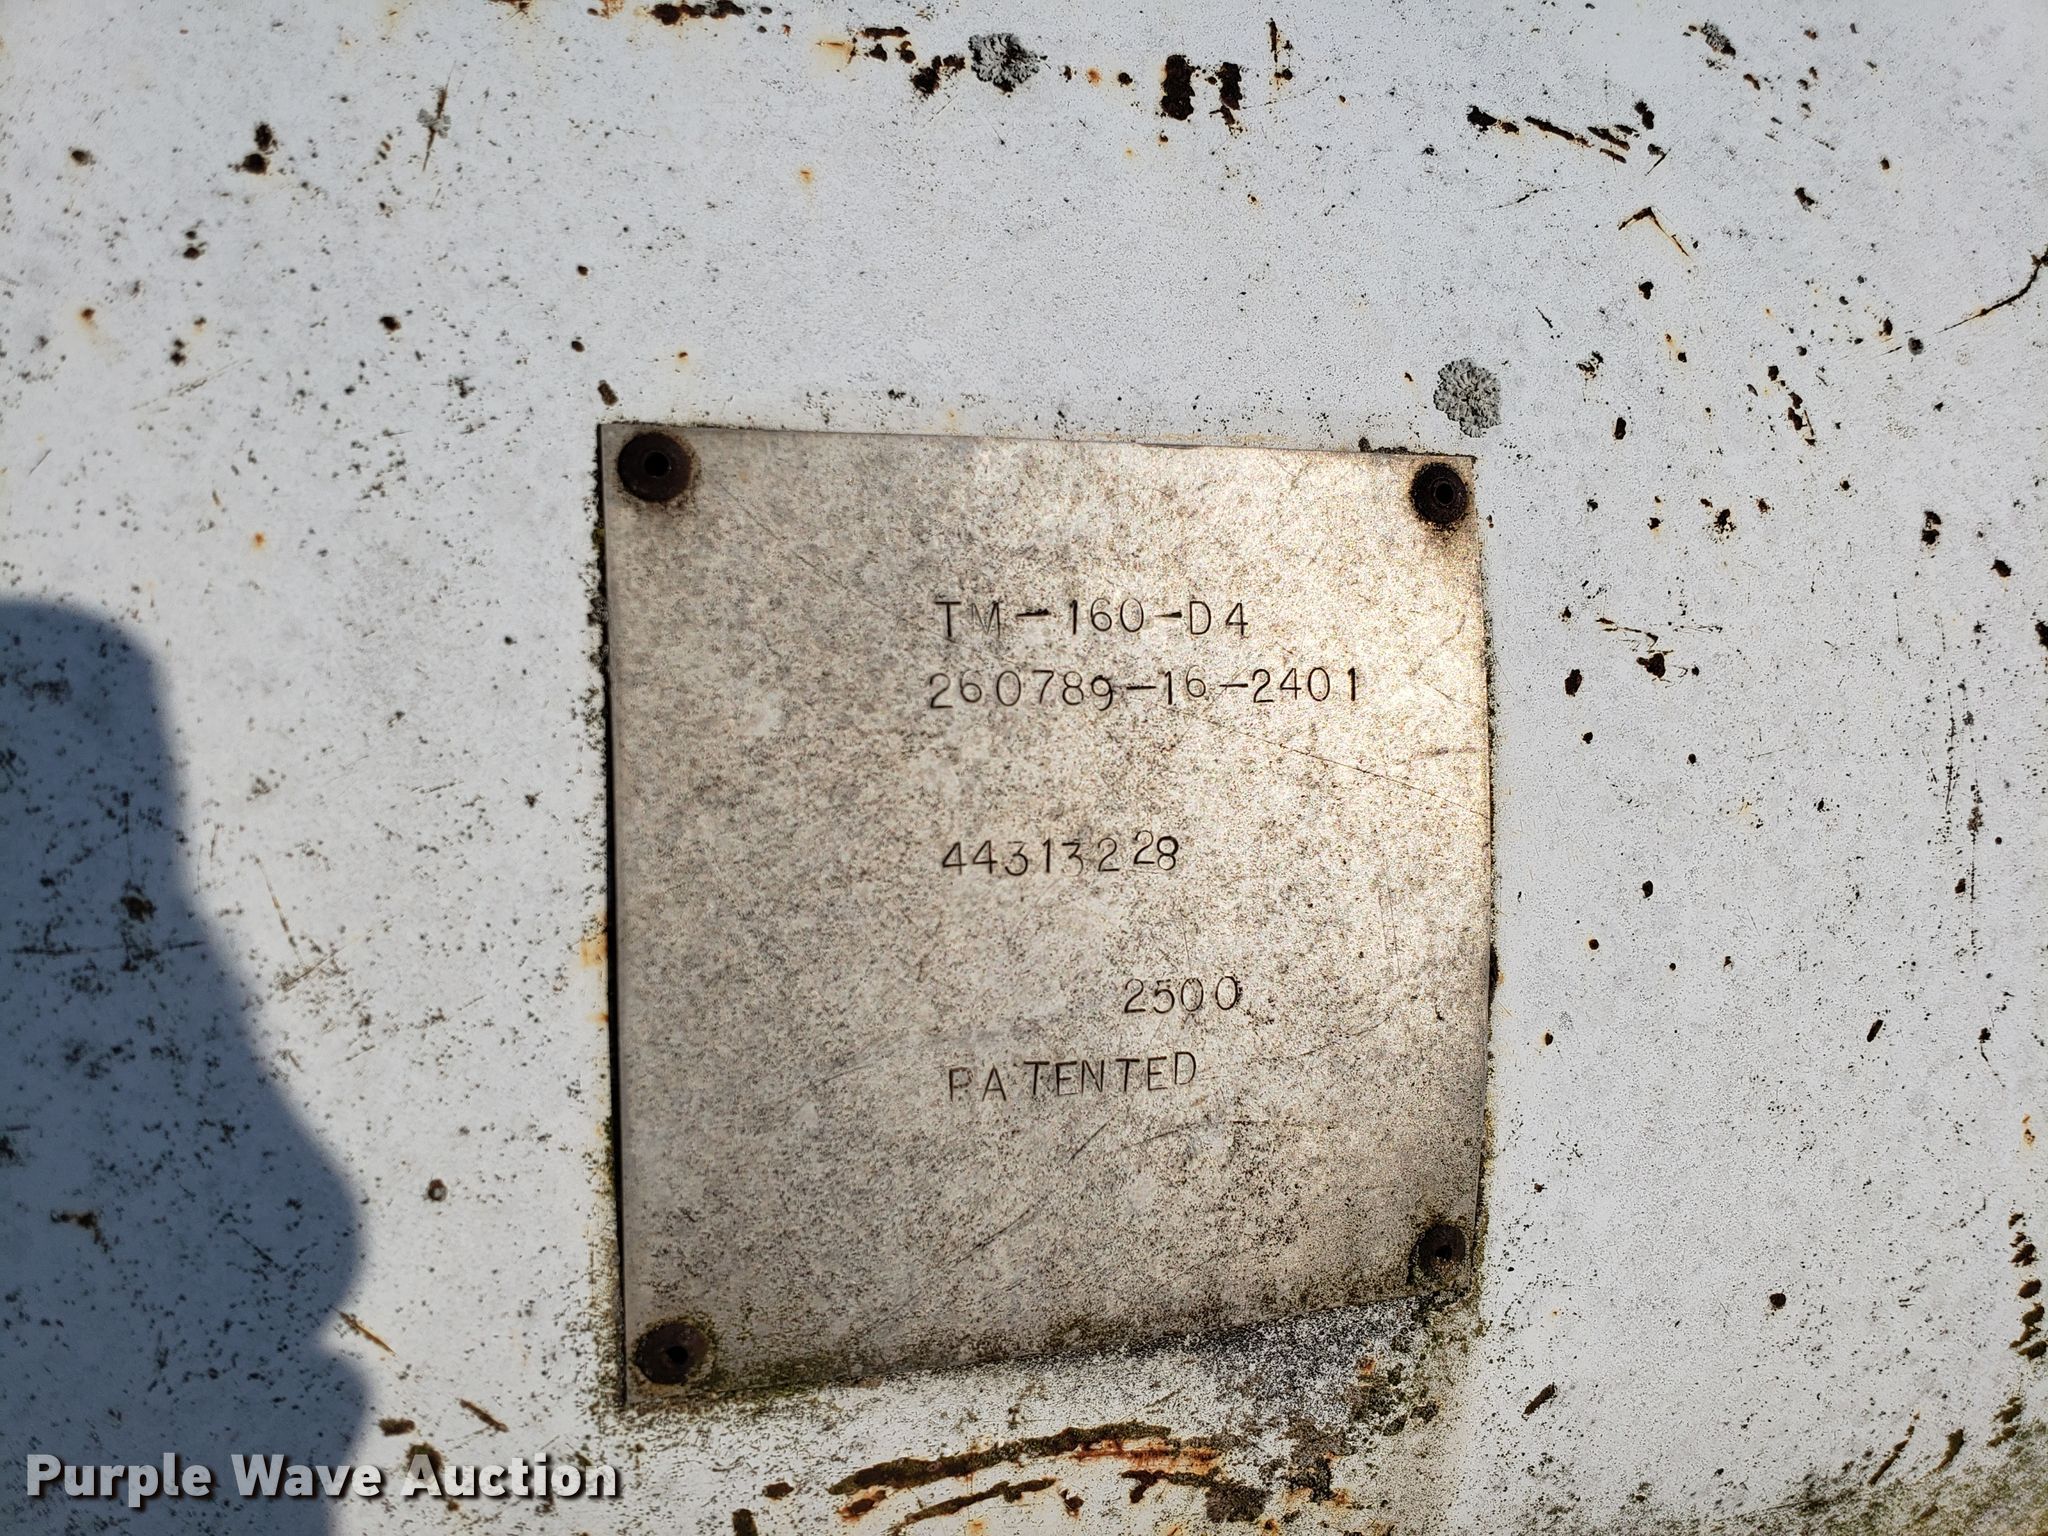 TM-160-D4
260789-16-2401
44313228
2500
PATENTED
Purple Wave Auction